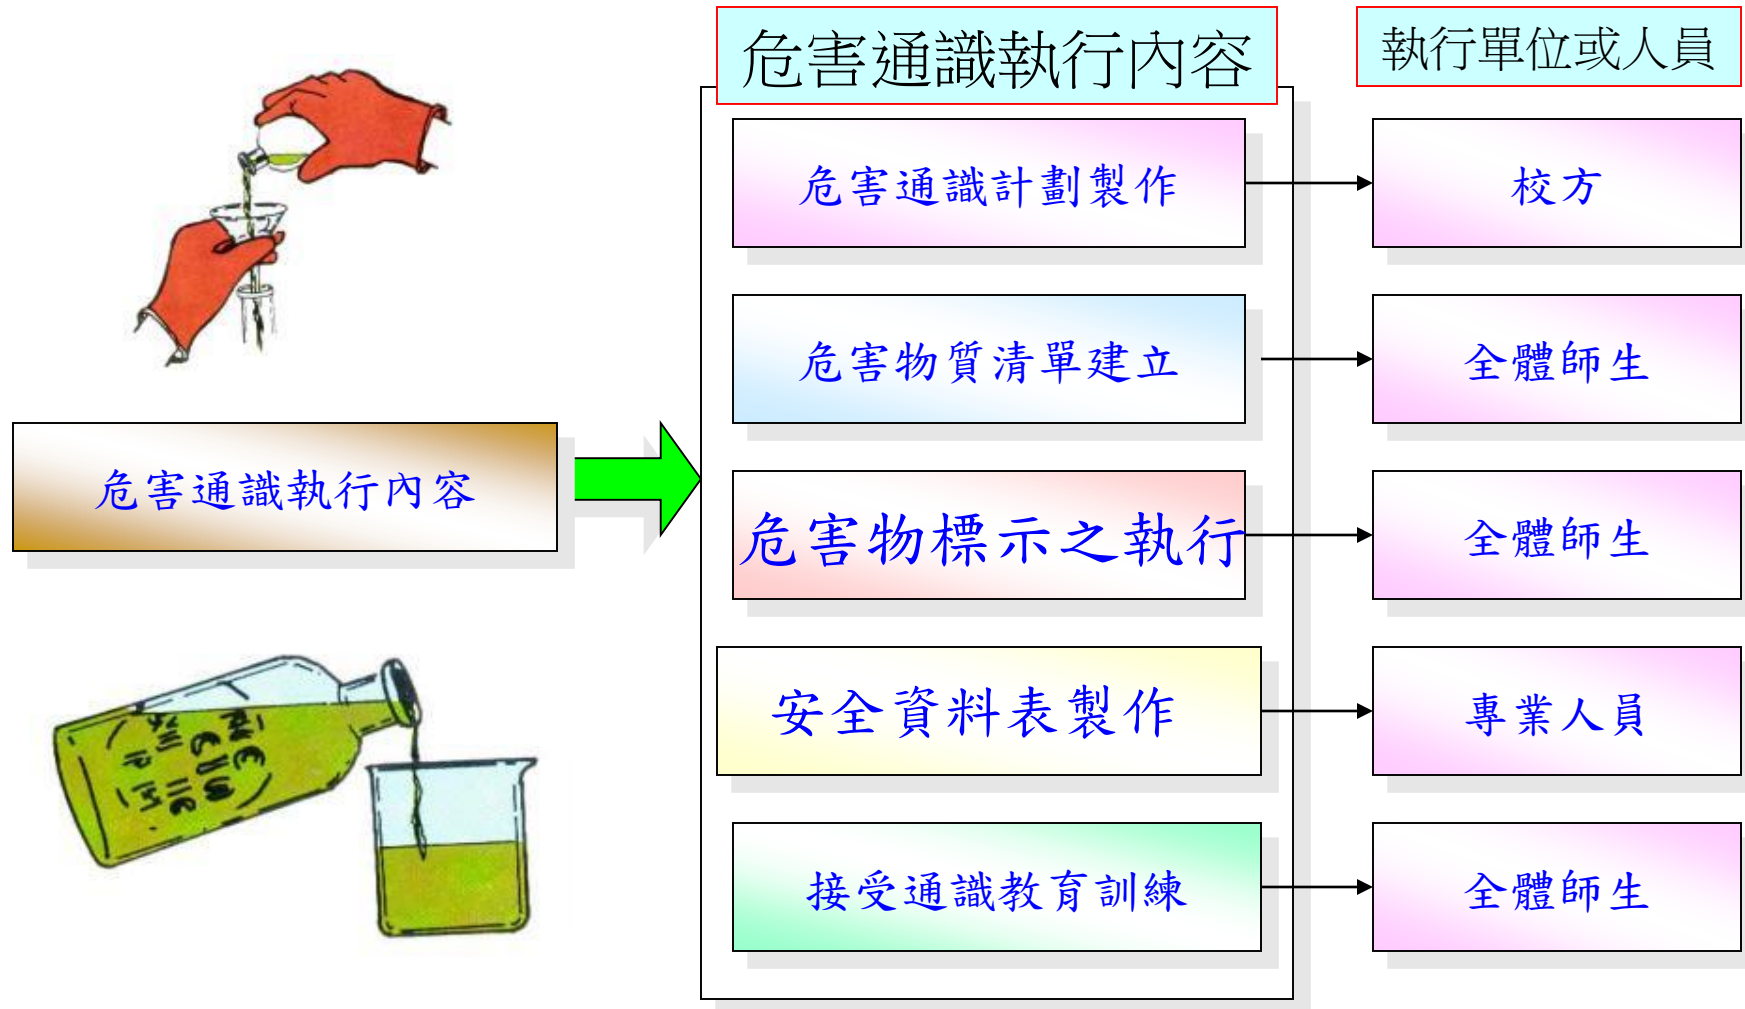 危害通識執行內容
執行單位或人員
危害通識計劃製作
校方
危害物質清單建立
全體師生
危害通識執行內容
危害物標示之執行
全體師生
安全資料表製作
專業人員
接受通識教育訓練
全體師生